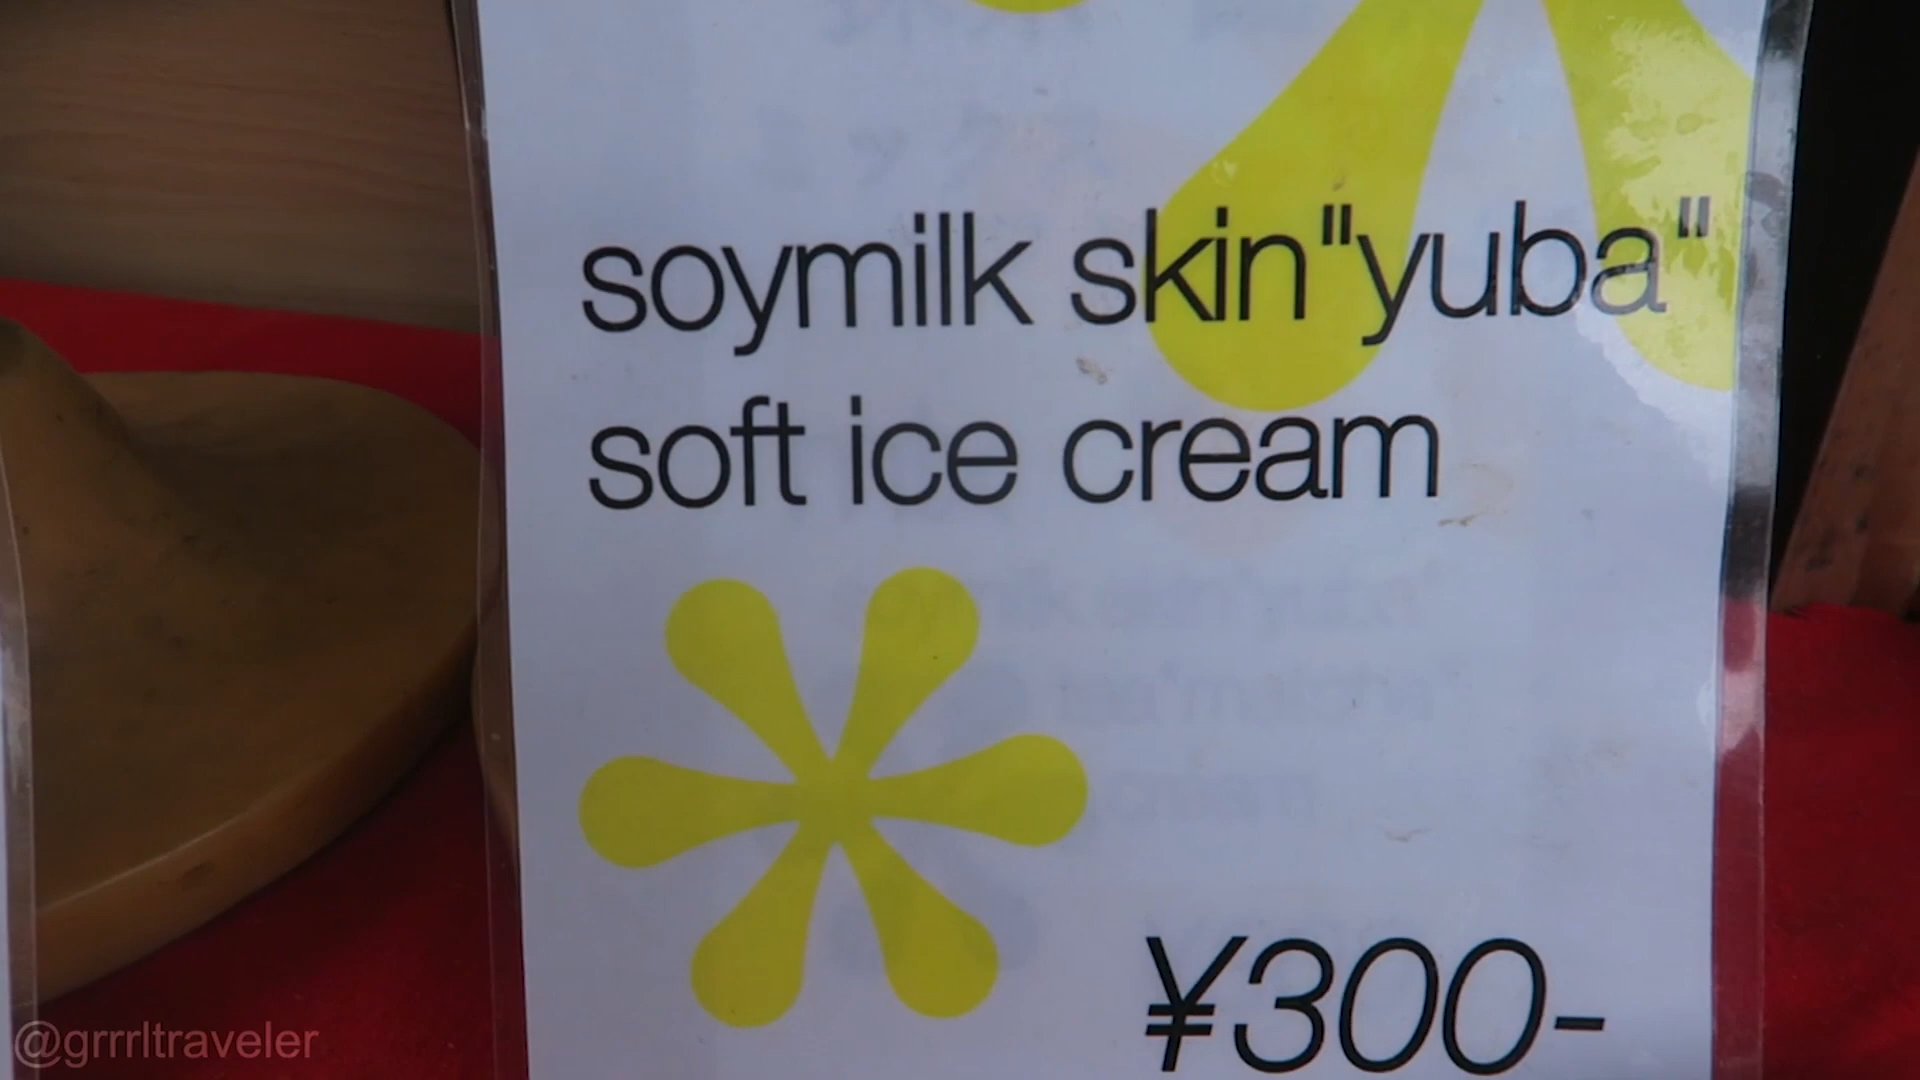 soymilk skin"yuba"
soft ice cream
¥300-
@grrrltraveler